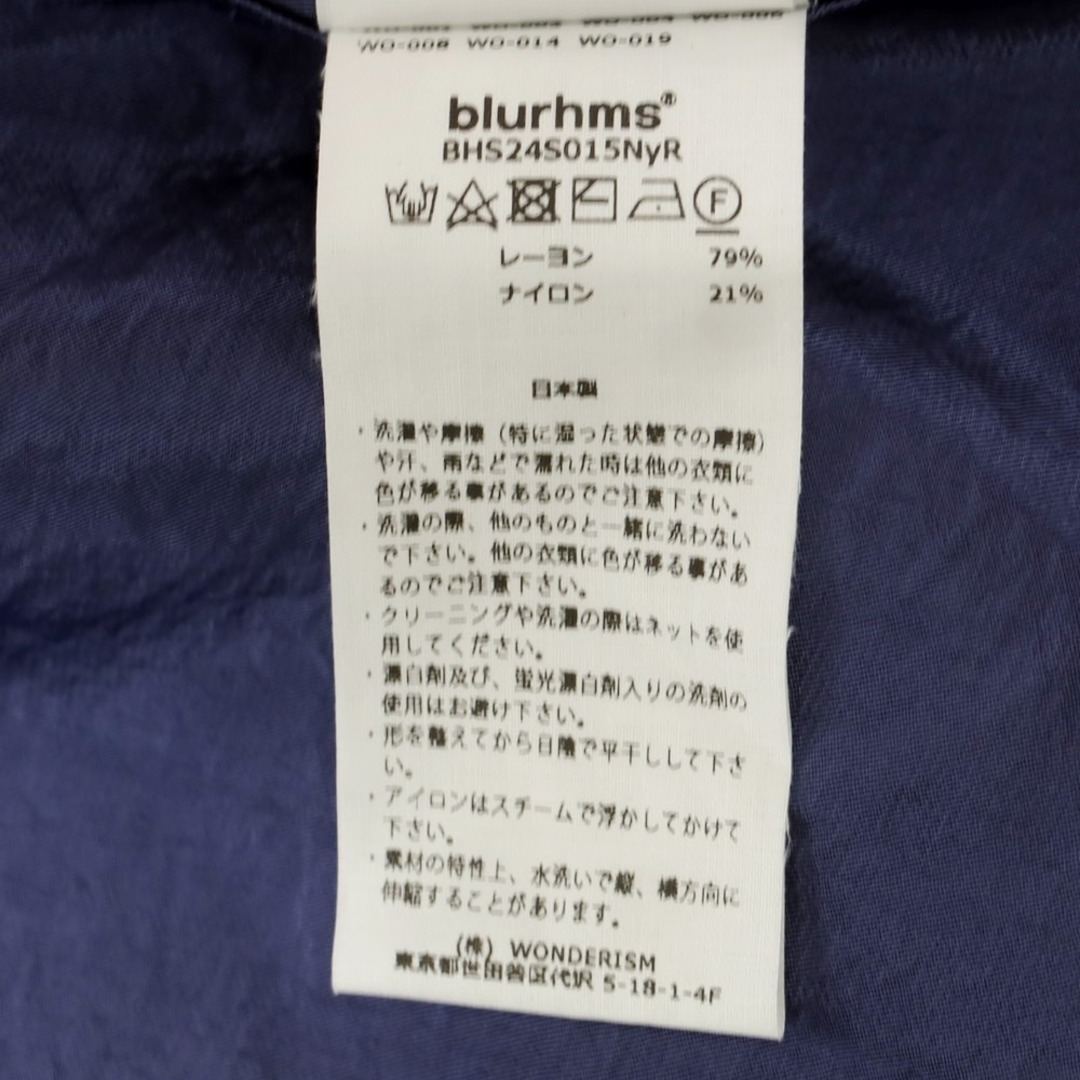 WO-008 WO-014 WO-019
blurhms®
BHS24S015NyR
F
レーヨン 79%
ナイロン 21%
日本製
・洗濯や摩擦（特に湿った状態での摩擦）
や汗、雨などで濡れた時は他の衣類に
色が移る事があるのでご注意下さい。
・洗濯の際、他のものと一緒に洗わない
で下さい。他の衣類に色が移る事があ
るのでご注意下さい。
・クリーニングや洗濯の際はネットを使
用してください。
・漂白剤及び、蛍光漂白剤入りの洗剤の
使用はお避け下さい。
・形を整えてから日陰で平干しして下さ
い。
・アイロンはスチームで浮かしてかけて
下さい。
・素材の特性上、水洗いで縦、横方向に
伸縮することがあります。
(株) WONDERISM
東京都世田谷区代沢 5-18-1-4F